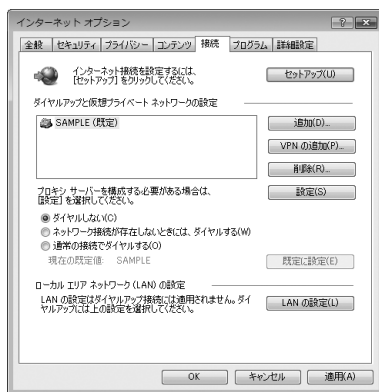 インターネット オプション
全般 セキュリティ プライバシー コンテンツ 接続 プログラム 詳細設定
インターネット接続を設定するには、
[セットアップ] をクリックしてください。
セットアップ(U)
ダイヤルアップと仮想プライベート ネットワークの設定
SAMPLE (既定)
追加(D)...
VPN の追加(P)...
削除(R)...
プロキシ サーバーを構成する必要がある場合は、
[設定] を選択してください。
設定(S)
ダイヤルしない(C)
ネットワーク接続が存在しないときには、ダイヤルする(W)
通常の接続でダイヤルする(O)
現在の既定値: SAMPLE
既定に設定(E)
ローカル エリア ネットワーク (LAN) の設定
LAN の設定はダイヤルアップ接続には適用されません。ダイ
ヤルアップには上の設定を選択してください。
LAN の設定(L)
OK キャンセル 適用(A)